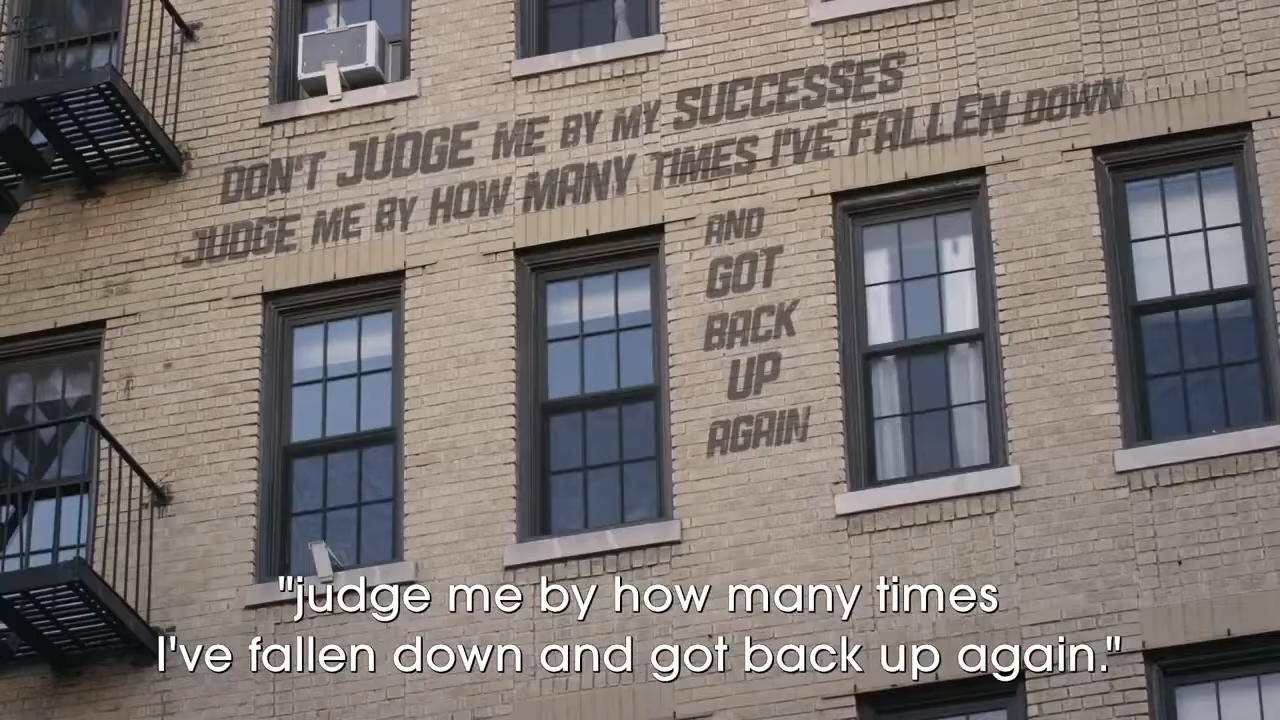 DON'T JUDGE ME BY MY SUCCESSES
JUDGE ME BY HOW MANY TIMES I'VE FALLEN DOWN
AND
GOT
BACK
UP
AGAIN
"judge me by how many times
I've fallen down and got back up again."